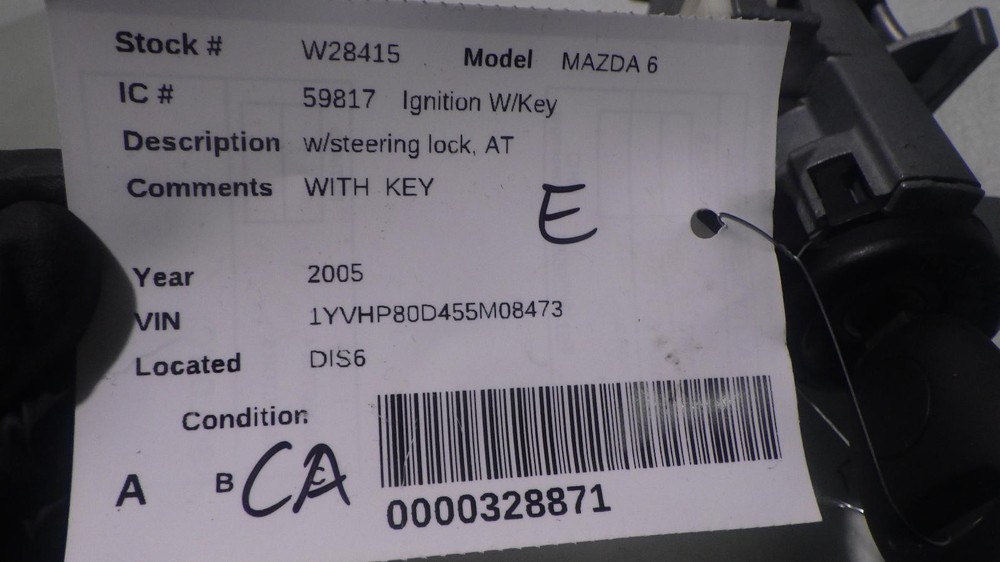 Stock # W28415 Model MAZDA 6
IC # 59817 Ignition W/Key
Description w/steering lock, AT
Comments WITH KEY
E
Year 2005
VIN 1YVHP80D455M08473
Located DIS6
Condition
A B C CA
0000328871